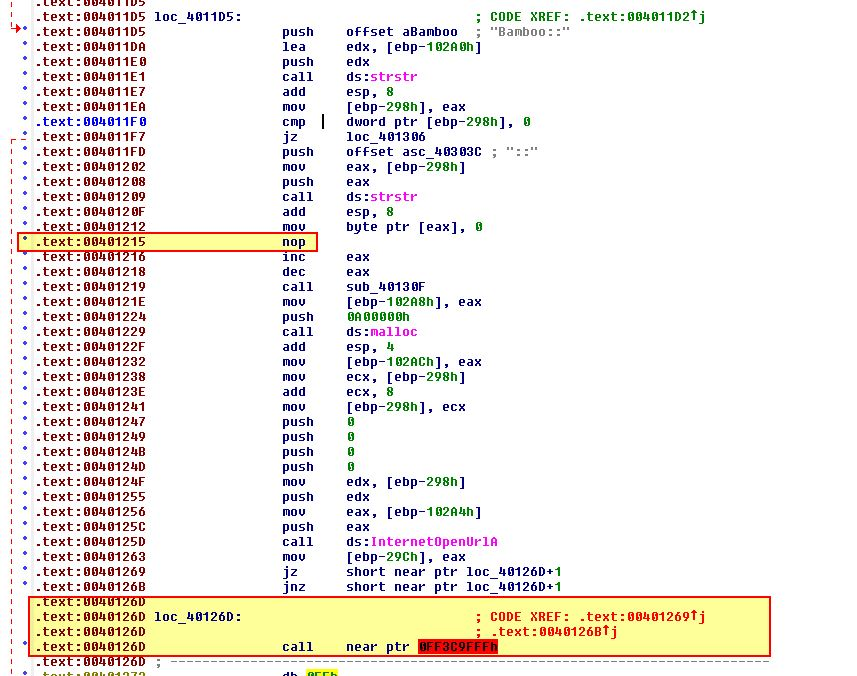 .text:004011D5
.text:004011D5 loc_4011D5: ; CODE XREF: .text:004011D2↑j
.text:004011D5 push offset aBamboo ; "Bamboo::"
.text:004011DA lea edx, [ebp-102A0h]
.text:004011E0 push edx
.text:004011E1 call ds:strstr
.text:004011E7 add esp, 8
.text:004011EA mov [ebp-298h], eax
.text:004011F0 cmp dword ptr [ebp-298h], 0
.text:004011F7 jz loc_401306
.text:004011FD push offset asc_40303C ; "::"
.text:00401202 mov eax, [ebp-298h]
.text:00401208 push eax
.text:00401209 call ds:strstr
.text:0040120F add esp, 8
.text:00401212 mov byte ptr [eax], 0
.text:00401215 nop
.text:00401216 inc eax
.text:00401218 dec eax
.text:00401219 call sub_40130F
.text:0040121E mov [ebp-102A8h], eax
.text:00401224 push 0A00000h
.text:00401229 call ds:malloc
.text:0040122F add esp, 4
.text:00401232 mov [ebp-102ACh], eax
.text:00401238 mov ecx, [ebp-298h]
.text:0040123E add ecx, 8
.text:00401241 mov [ebp-298h], ecx
.text:00401247 push 0
.text:00401249 push 0
.text:0040124B push 0
.text:0040124D push 0
.text:0040124F mov edx, [ebp-298h]
.text:00401255 push edx
.text:00401256 mov eax, [ebp-102A4h]
.text:0040125C push eax
.text:0040125D call ds:InternetOpenUrlA
.text:00401263 mov [ebp-29Ch], eax
.text:00401269 jz short near ptr loc_40126D+1
.text:0040126B jnz short near ptr loc_40126D+1
.text:0040126D
.text:0040126D loc_40126D: ; CODE XREF: .text:00401269↑j
.text:0040126D ; .text:0040126B↑j
.text:0040126D call near ptr 0FF3C9FFFh
.text:0040126D ; ---------------------------------------------------------------------------
.text:00401272 db 0FFh